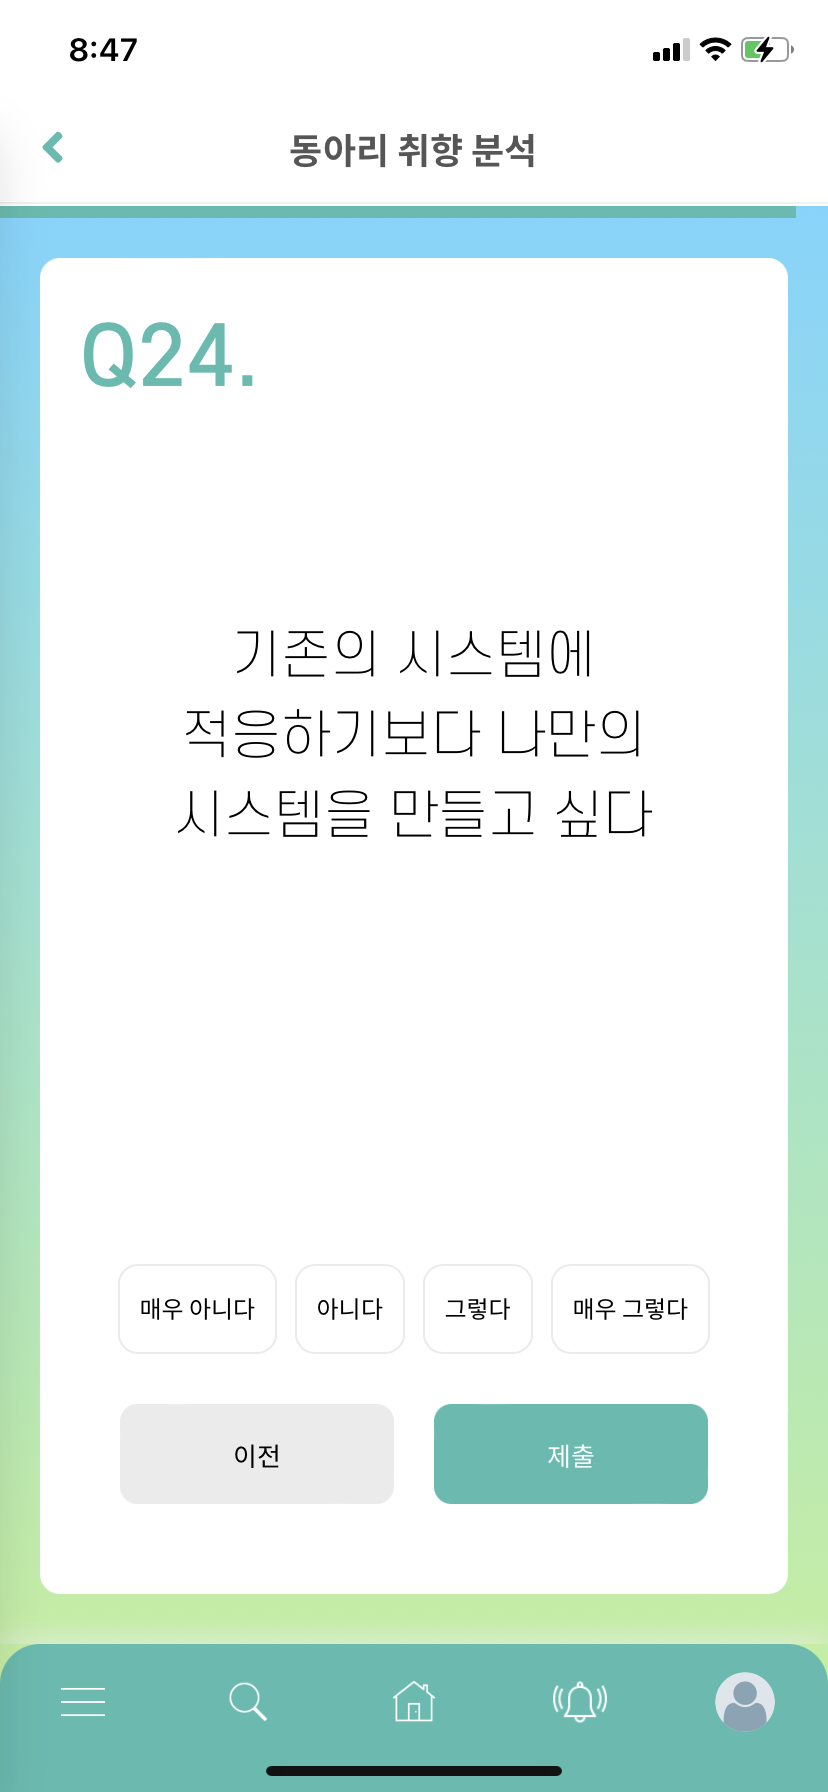 8:47
동아리 취향 분석
Q24.
기존의 시스템에
적응하기보다 나만의
시스템을 만들고 싶다
매우 아니다
아니다
그렇다
매우 그렇다
이전
제출